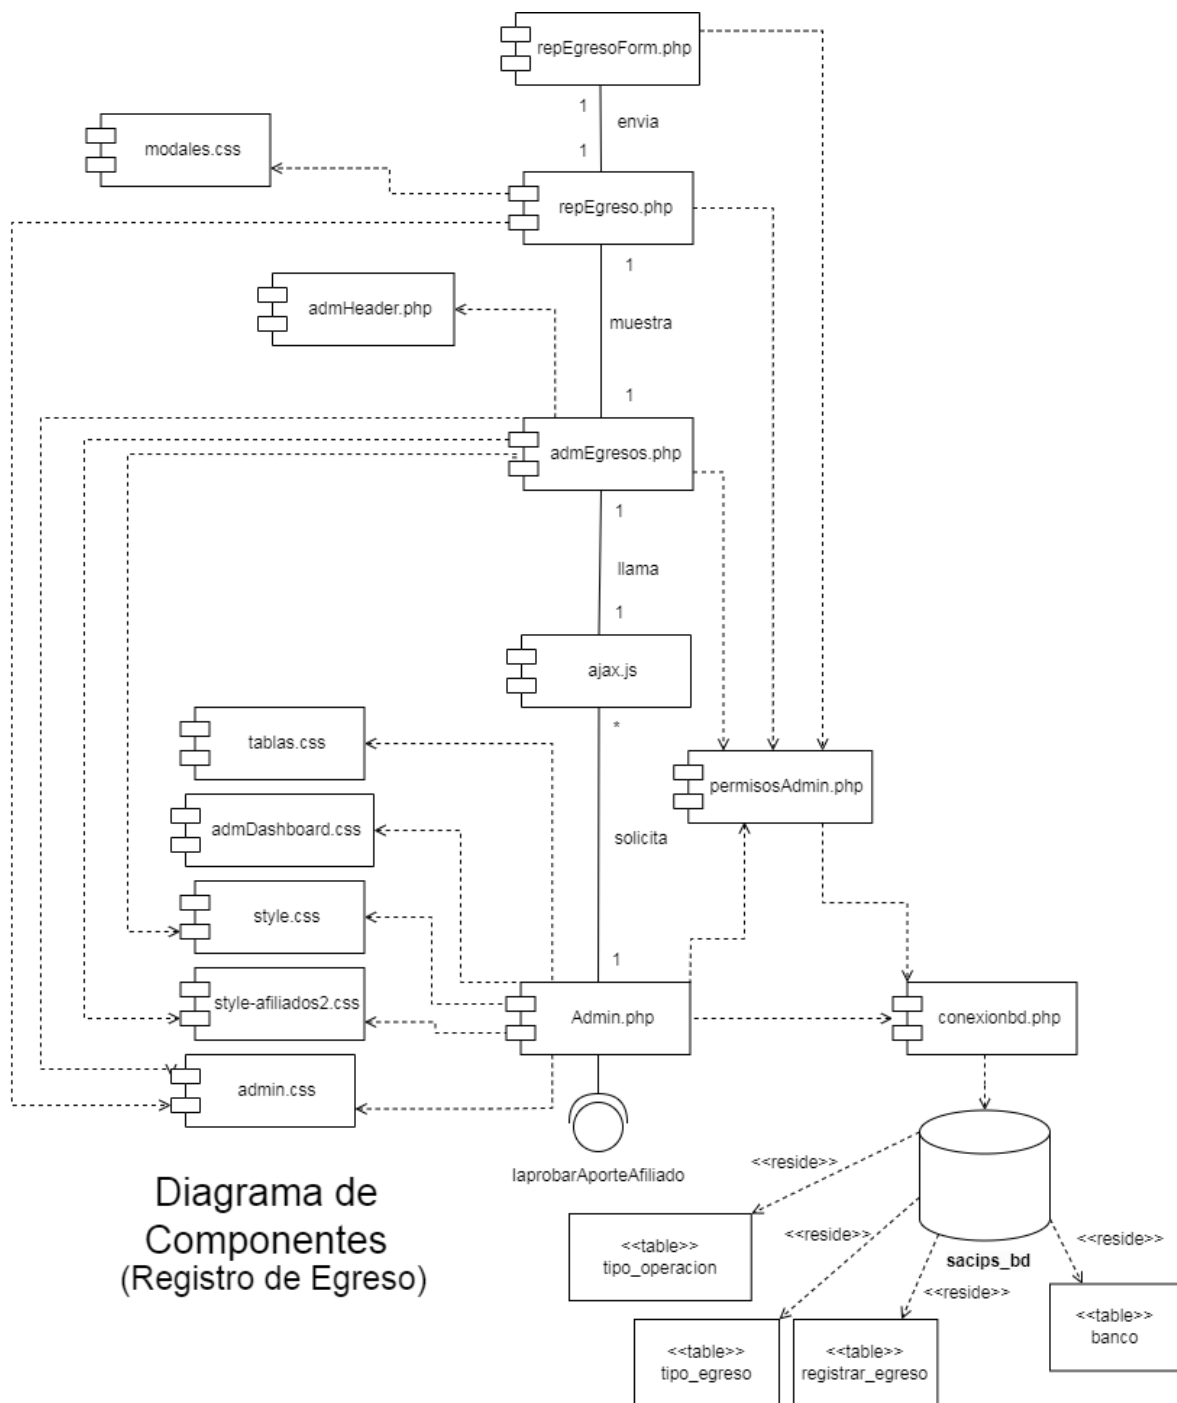 repEgresoForm.php
1
envia
modales.css
1
repEgreso.php
1
admHeader.php
muestra
1
admEgresos.php
1
llama
1
ajax.js
*
tablas.css
permisosAdmin.php
admDashboard.css
solicita
style.css
1
style-afiliados2.css
Admin.php
conexionbd.php
admin.css
IaprobarAporteAfiliado
<<reside>>
Diagrama de
Componentes
(Registro de Egreso)
<<reside>>
<<reside>>
<<table>>
tipo_operacion
sacips_bd
<<reside>>
<<table>>
banco
<<table>>
tipo_egreso
<<table>>
registrar_egreso